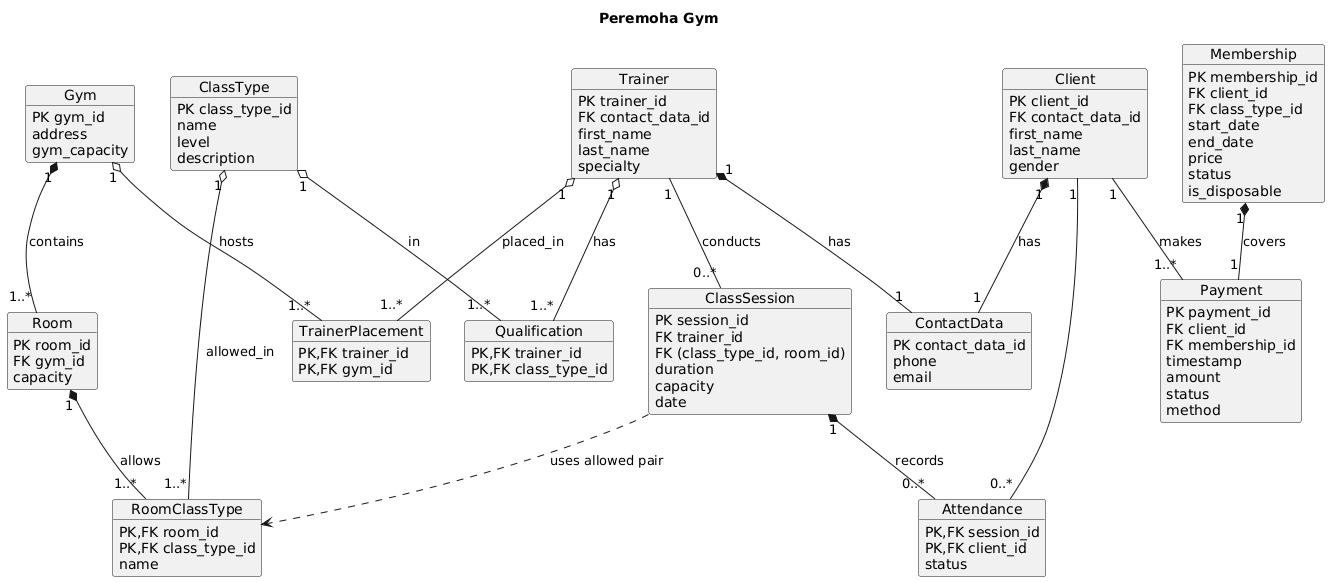 Peremoha Gym
Gym
PK gym_id
address
gym_capacity
ClassType
PK class_type_id
name
level
description
Trainer
PK trainer_id
FK contact_data_id
first_name
last_name
specialty
Client
PK client_id
FK contact_data_id
first_name
last_name
gender
Membership
PK membership_id
FK client_id
FK class_type_id
start_date
end_date
price
status
is_disposable
1
1
1
1
1
1
1
1
1
1
1
1
contains
hosts
in
placed_in
has
conducts
has
has
makes
covers
1..*
1..*
1..*
1..*
1..*
0..*
1
1
1..*
1
Room
PK room_id
FK gym_id
capacity
TrainerPlacement
PK,FK trainer_id
PK,FK gym_id
Qualification
PK,FK trainer_id
PK,FK class_type_id
ClassSession
PK session_id
FK trainer_id
FK (class_type_id, room_id)
duration
capacity
date
ContactData
PK contact_data_id
phone
email
Payment
PK payment_id
FK client_id
FK membership_id
timestamp
amount
status
method
allowed_in
1
1
allows
uses allowed pair
records
1..*
1..*
0..*
0..*
RoomClassType
PK,FK room_id
PK,FK class_type_id
name
Attendance
PK,FK session_id
PK,FK client_id
status